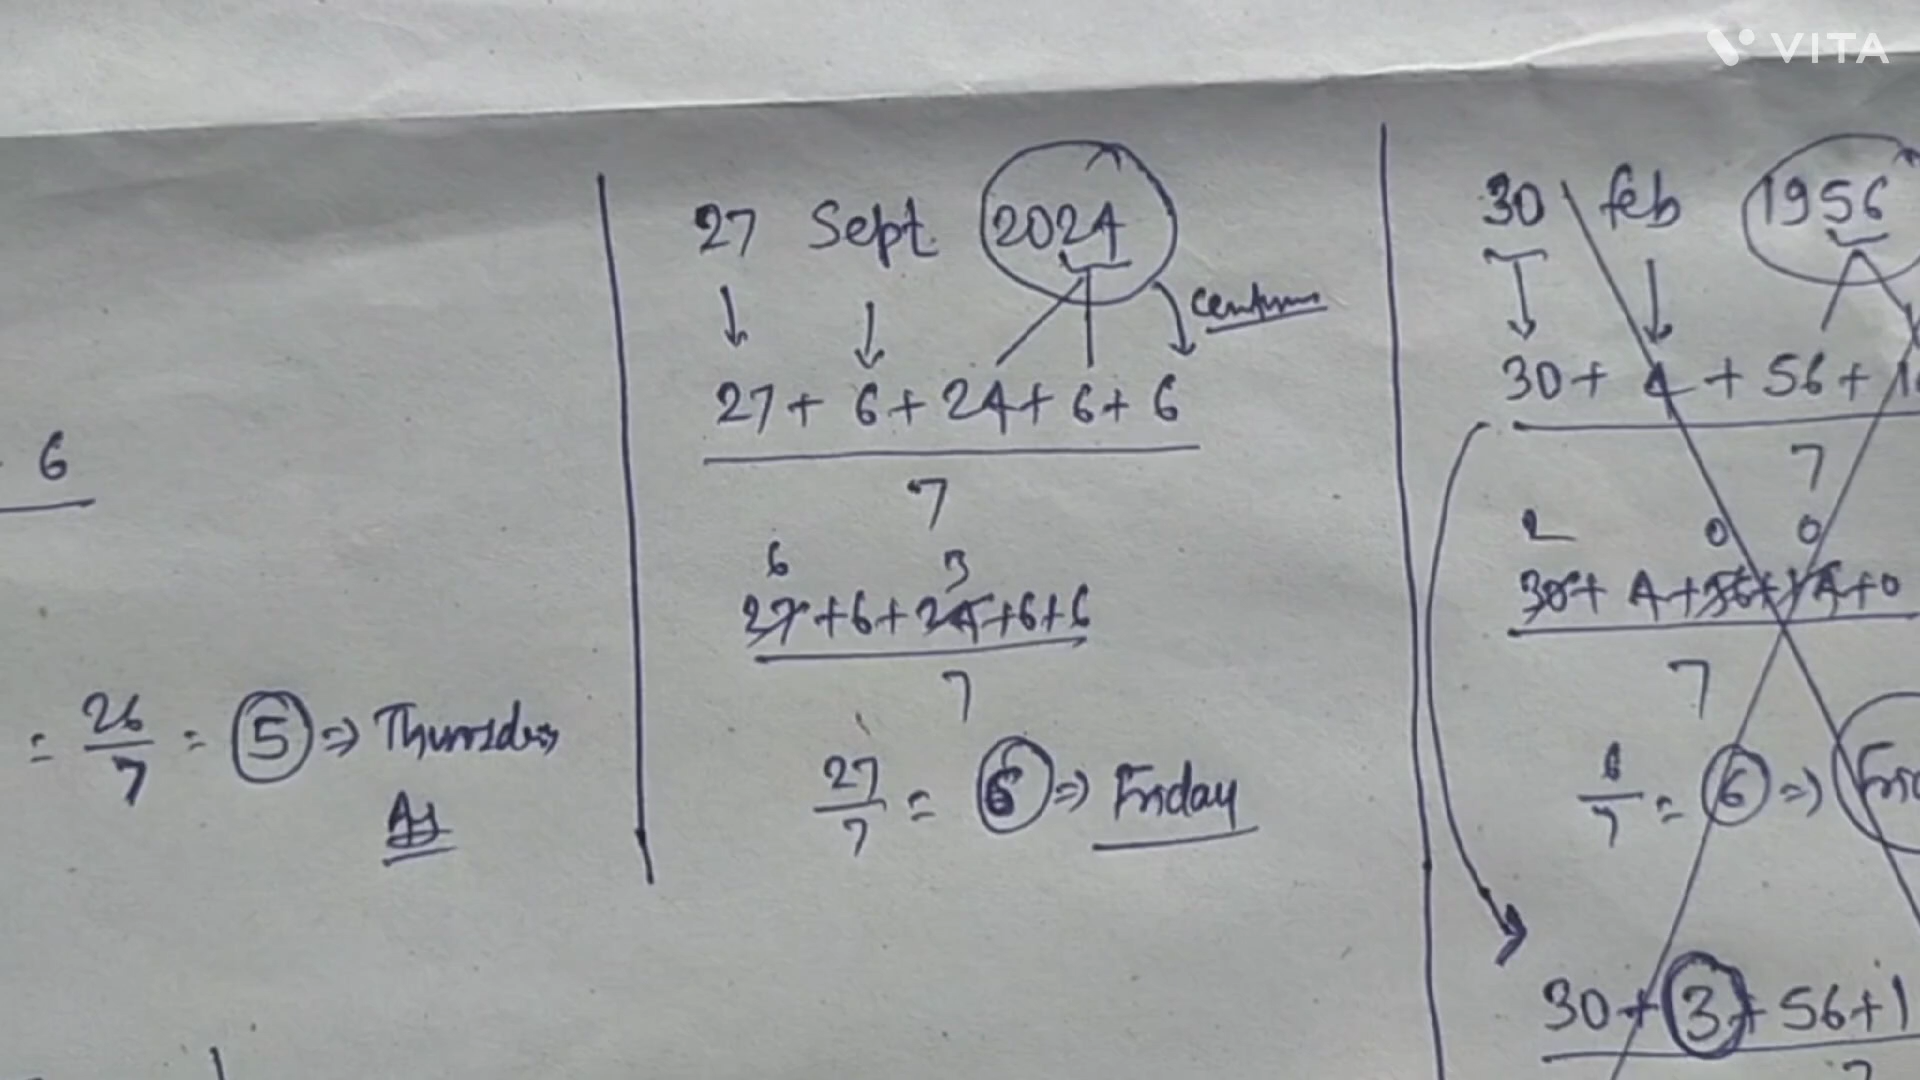 VITA
6
= 26/7 = 5 => Thursday
Ans
27 Sept 2024
27 + 6 + 24 + 6 + 6
7
6 3
27 + 6 + 24 + 6 + 6
7
27/7 = 6 => Friday
30 feb 1956
30 + 4 + 56 + 1
7
2 0 0
30 + 4 + 56 + 14 + 0
7
6/7 = 6 =>
30 + 3 + 56 + 1
7